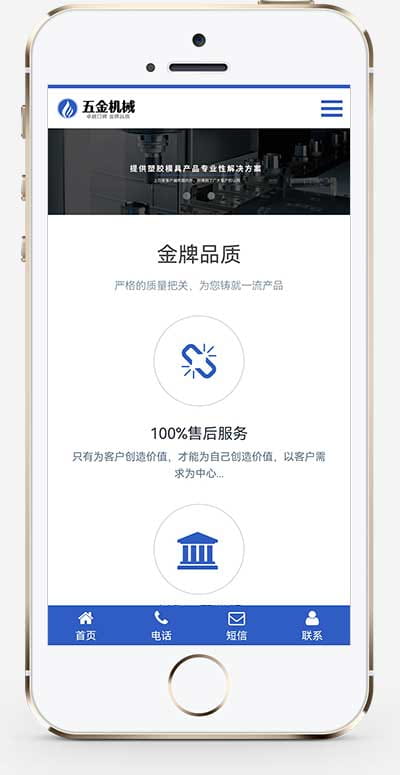 五金机械
卓越口碑 金牌品质
提供塑胶模具产品专业性解决方案
金牌品质
严格的质量把关、为您铸就一流产品
100%售后服务
只有为客户创造价值，才能为自己创造价值，以客户需
求为中心...
首页
电话
短信
联系